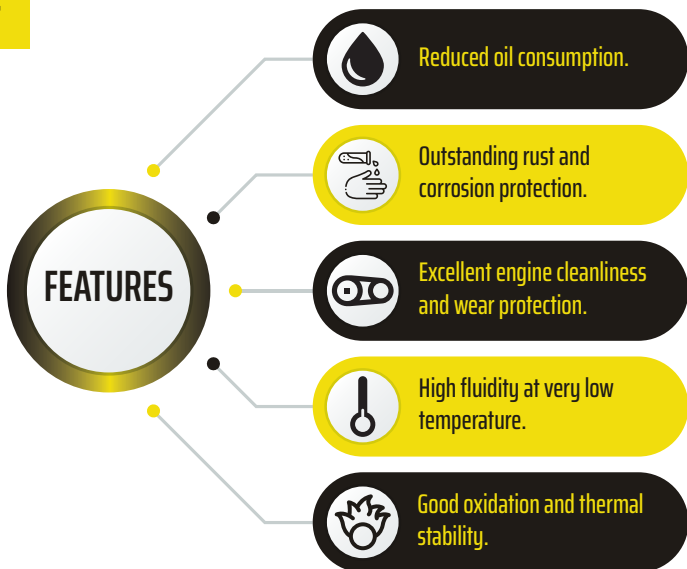 FEATURES
Reduced oil consumption.
Outstanding rust and
corrosion protection.
Excellent engine cleanliness
and wear protection.
High fluidity at very low
temperature.
Good oxidation and thermal
stability.